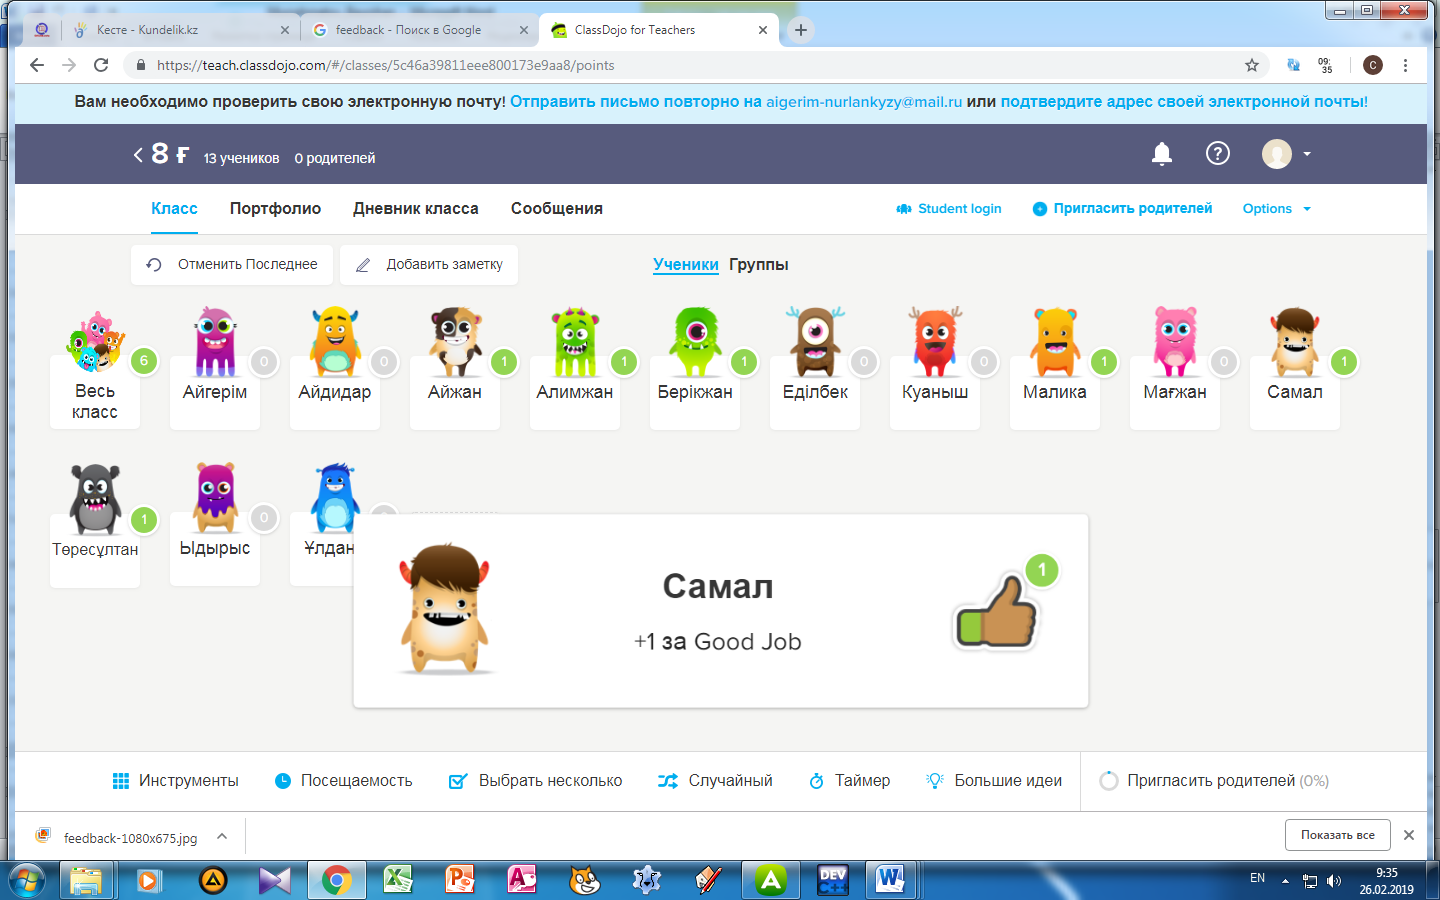 Кесте - Kundelik.kz
feedback - Поиск в Google
ClassDojo for Teachers
https://teach.classdojo.com/#/classes/5c46a39811eee800173e9aa8/points
09:
35
C
Вам необходимо проверить свою электронную почту! Отправить письмо повторно на aigerim-nurlankyzy@mail.ru или подтвердите адрес своей электронной почты!
8 Ғ 13 учеников 0 родителей
Класс Портфолио Дневник класса Сообщения Student login Пригласить родителей Options
Отменить Последнее Добавить заметку Ученики Группы
6 0 0 1 1 1 0 0 1 0 1
Весь класс Айгерім Айдидар Айжан Алимжан Берікжан Еділбек Куаныш Малика Мағжан Самал
1 0
Төресұлтан Ыдырыс Ұлдан
1
Самал
+1 за Good Job
Инструменты Посещаемость Выбрать несколько Случайный Таймер Большие идеи Пригласить родителей (0%)
feedback-1080x675.jpg Показать все
DEV
C++
EN 9:35
26.02.2019